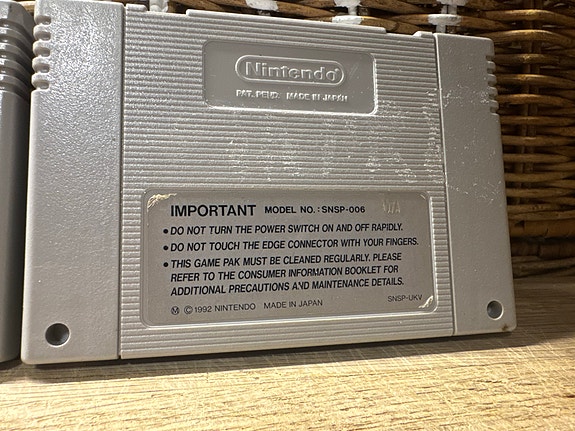 Nintendo
PAT. PEND. MADE IN JAPAN
IMPORTANT MODEL NO. : SNSP-006
• DO NOT TURN THE POWER SWITCH ON AND OFF RAPIDLY.
• DO NOT TOUCH THE EDGE CONNECTOR WITH YOUR FINGERS.
• THIS GAME PAK MUST BE CLEANED REGULARLY. PLEASE
REFER TO THE CONSUMER INFORMATION BOOKLET FOR
ADDITIONAL PRECAUTIONS AND MAINTENANCE DETAILS.
Ⓜ © 1992 NINTENDO MADE IN JAPAN SNSP-UKV